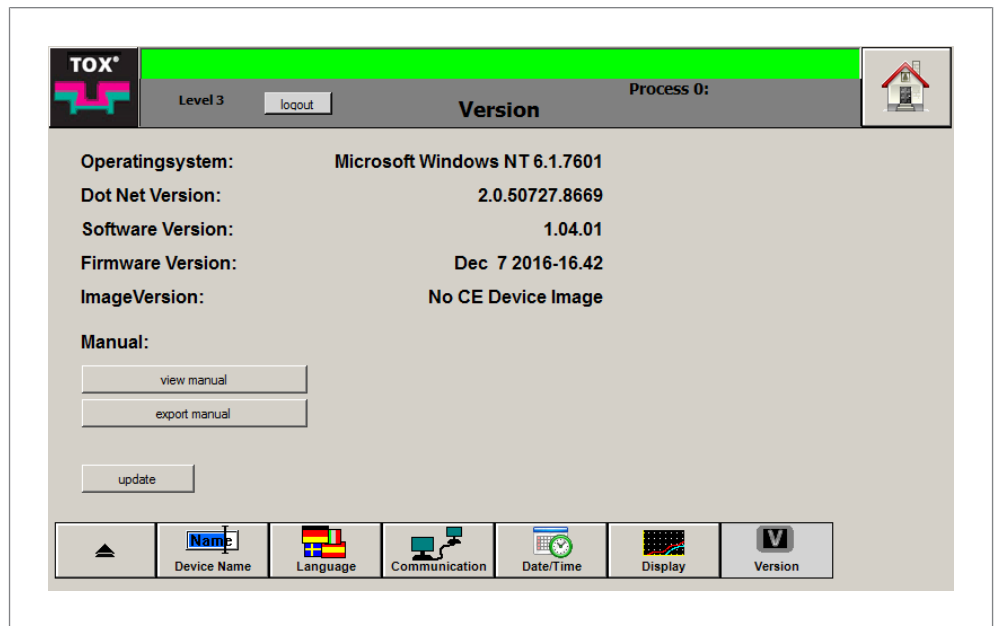 TOX®
Level 3
logout
Version
Process 0:
Operatingsystem: Microsoft Windows NT 6.1.7601
Dot Net Version: 2.0.50727.8669
Software Version: 1.04.01
Firmware Version: Dec 7 2016-16.42
ImageVersion: No CE Device Image
Manual:
view manual
export manual
update
Name
Device Name
Language
Communication
Date/Time
Display
V
Version